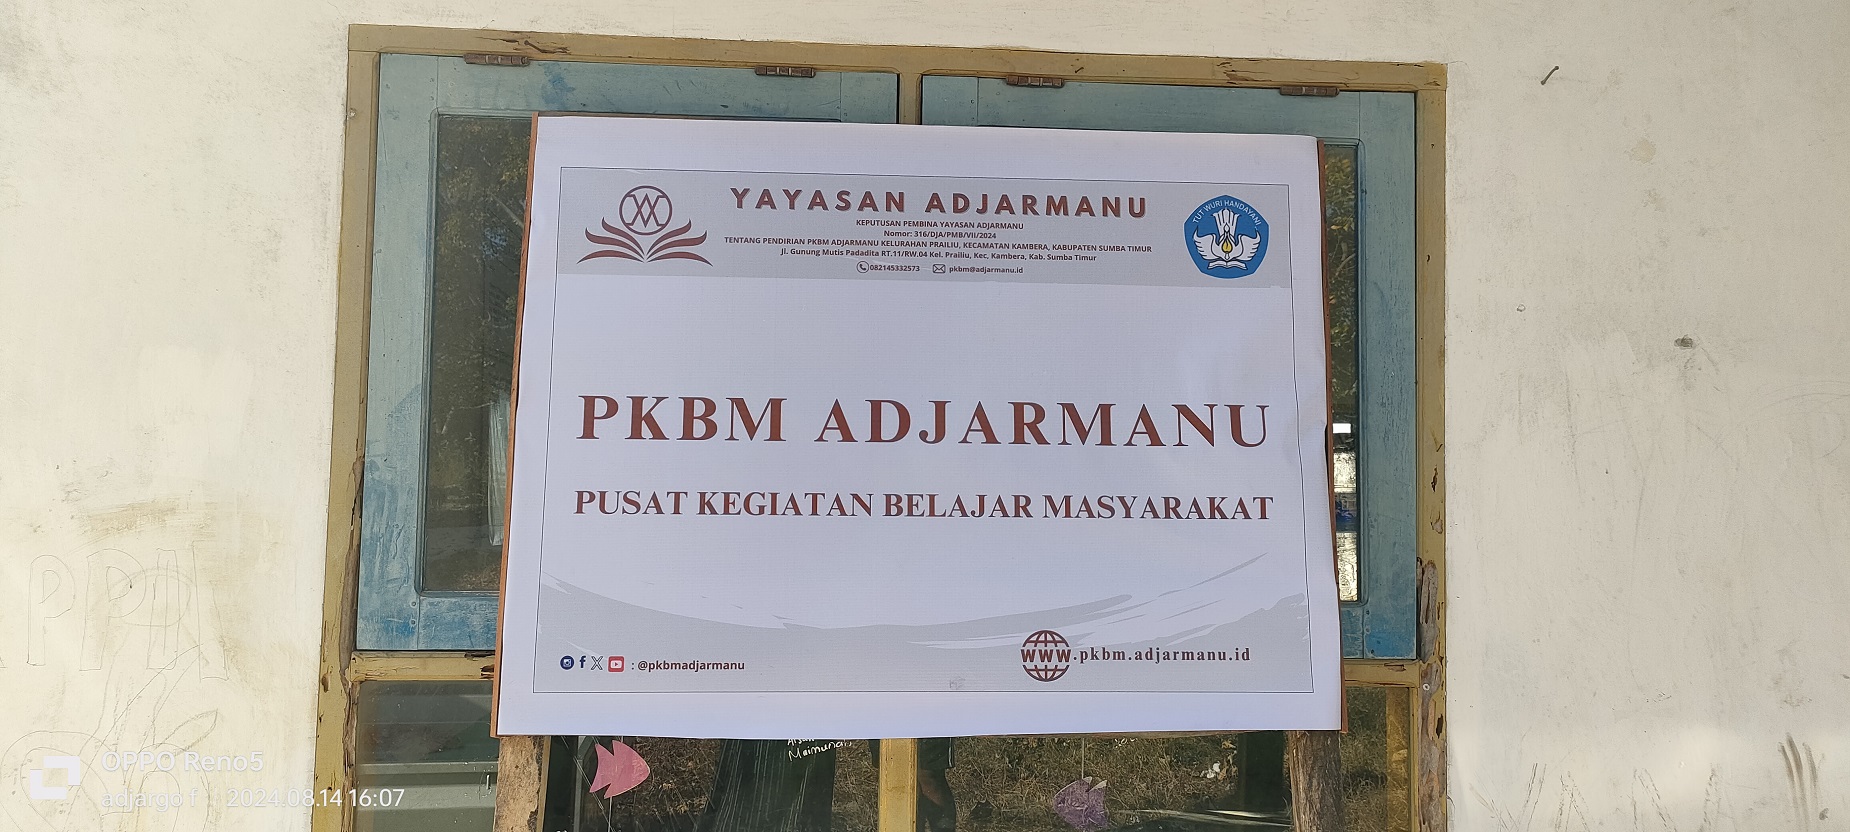 YAYASAN ADJARMANU
KEPUTUSAN PEMBINA YAYASAN ADJARMANU
Nomor: 316/DJA/PMB/VII/2024
TENTANG PENDIRIAN PKBM ADJARMANU KELURAHAN PRAILIU, KECAMATAN KAMBERA, KABUPATEN SUMBA TIMUR
Jl. Gunung Mutis Padadita RT.11/RW.04 Kel. Prailiu, Kec, Kambera, Kab. Sumba Timur
082145332573 pkbm@adjarmanu.id
TUT WURI HANDAYANI
PKBM ADJARMANU
PUSAT KEGIATAN BELAJAR MASYARAKAT
: @pkbmadjarmanu
www.pkbm.adjarmanu.id
Maimunah
OPPO Reno5
adjargo f : 2024.08.14 16:07